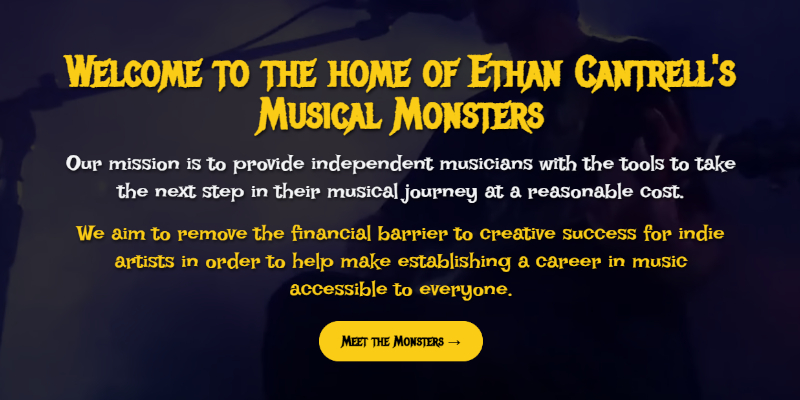 Welcome to the home of Ethan Cantrell's
Musical Monsters
Our mission is to provide independent musicians with the tools to take
the next step in their musical journey at a reasonable cost.
We aim to remove the financial barrier to creative success for indie
artists in order to help make establishing a career in music
accessible to everyone.
Meet the Monsters →